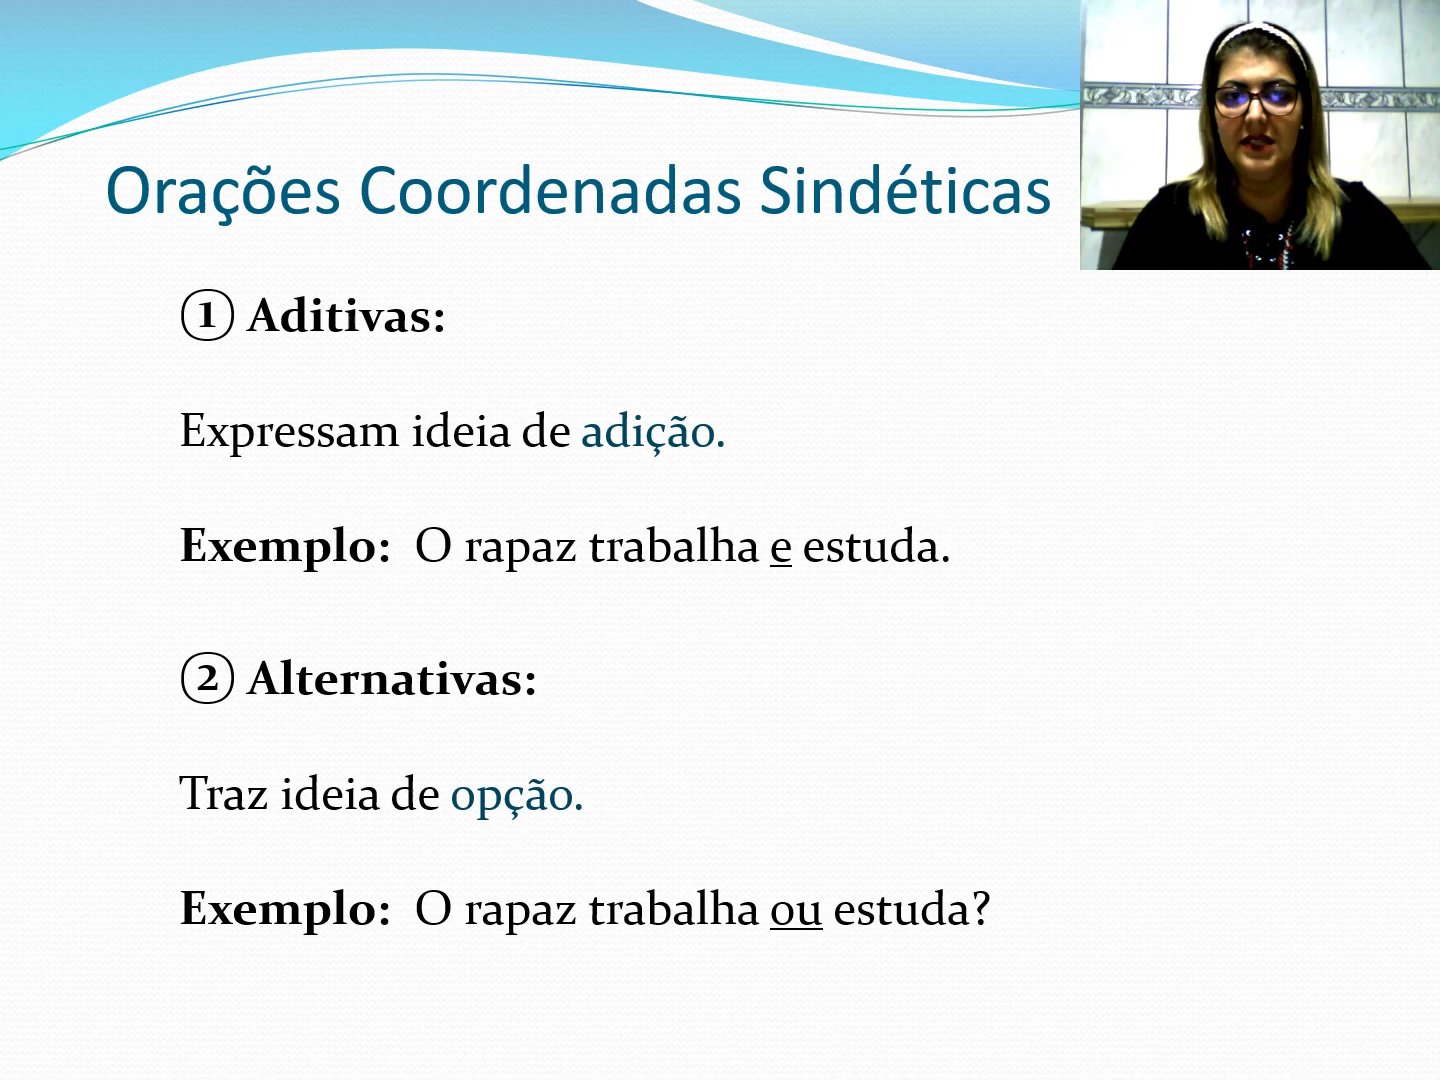 Orações Coordenadas Sindéticas
① Aditivas:
Expressam ideia de adição.
Exemplo: O rapaz trabalha e estuda.
② Alternativas:
Traz ideia de opção.
Exemplo: O rapaz trabalha ou estuda?